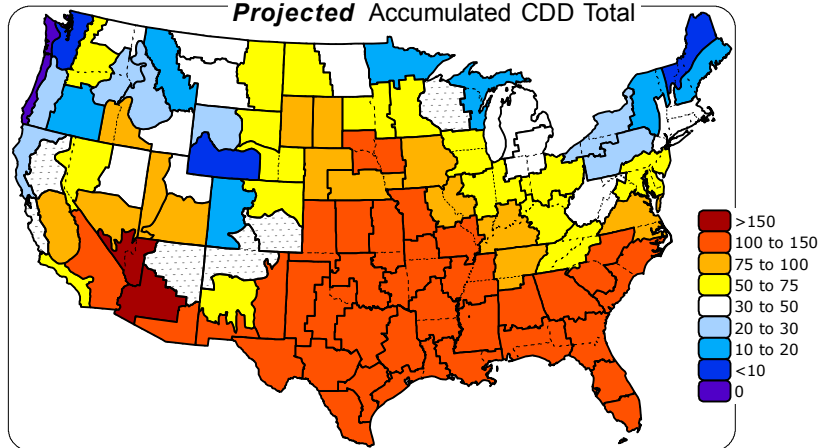 Projected Accumulated CDD Total
>150
100 to 150
75 to 100
50 to 75
30 to 50
20 to 30
10 to 20
<10
0